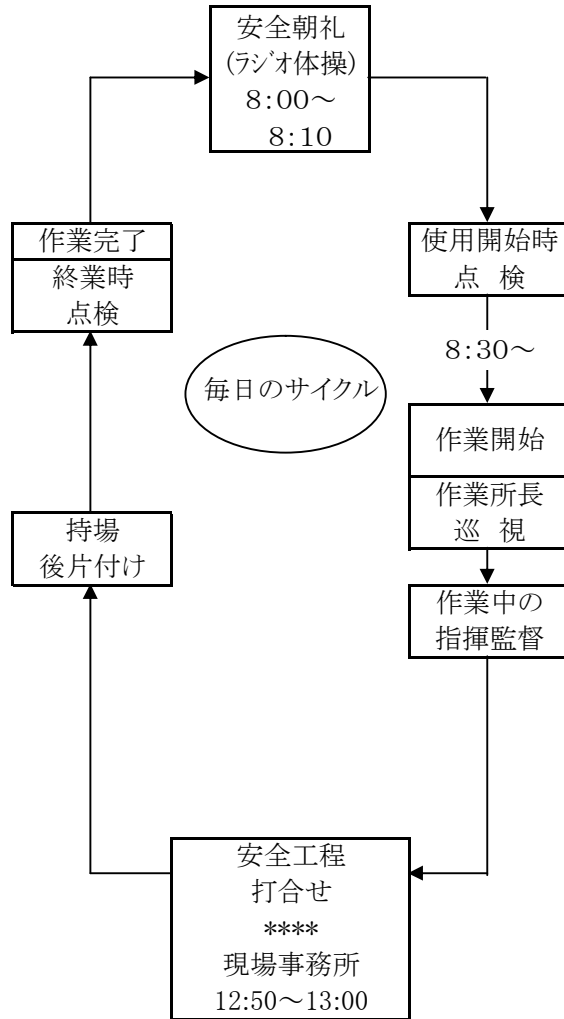 安全朝礼
(ラジオ体操)
8:00～
8:10
使用開始時
点 検
8:30～
作業開始
作業所長
巡 視
作業中の
指揮監督
安全工程
打合せ
****
現場事務所
12:50～13:00
持場
後片付け
作業完了
終業時
点検
毎日のサイクル